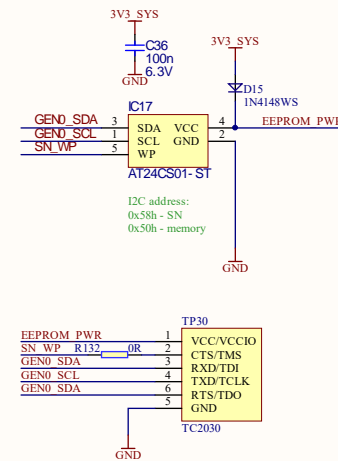 3V3_SYS
C36
100n
6.3V
GND
3V3_SYS
D15
1N4148WS
IC17
GEN0_SDA 3 SDA VCC 4 EEPROM_PWR
GEN0_SCL 1 SCL GND 2
SN_WP 5 WP
AT24CS01-ST
I2C address:
0x58h - SN
0x50h - memory
GND
TP30
EEPROM_PWR 1 VCC/VCCIO
SN_WP R132 0R 2 CTS/TMS
GEN0_SDA 3 RXD/TDI
GEN0_SCL 4 TXD/TCLK
GEN0_SDA 6 RTS/TDO
5 GND
TC2030
GND